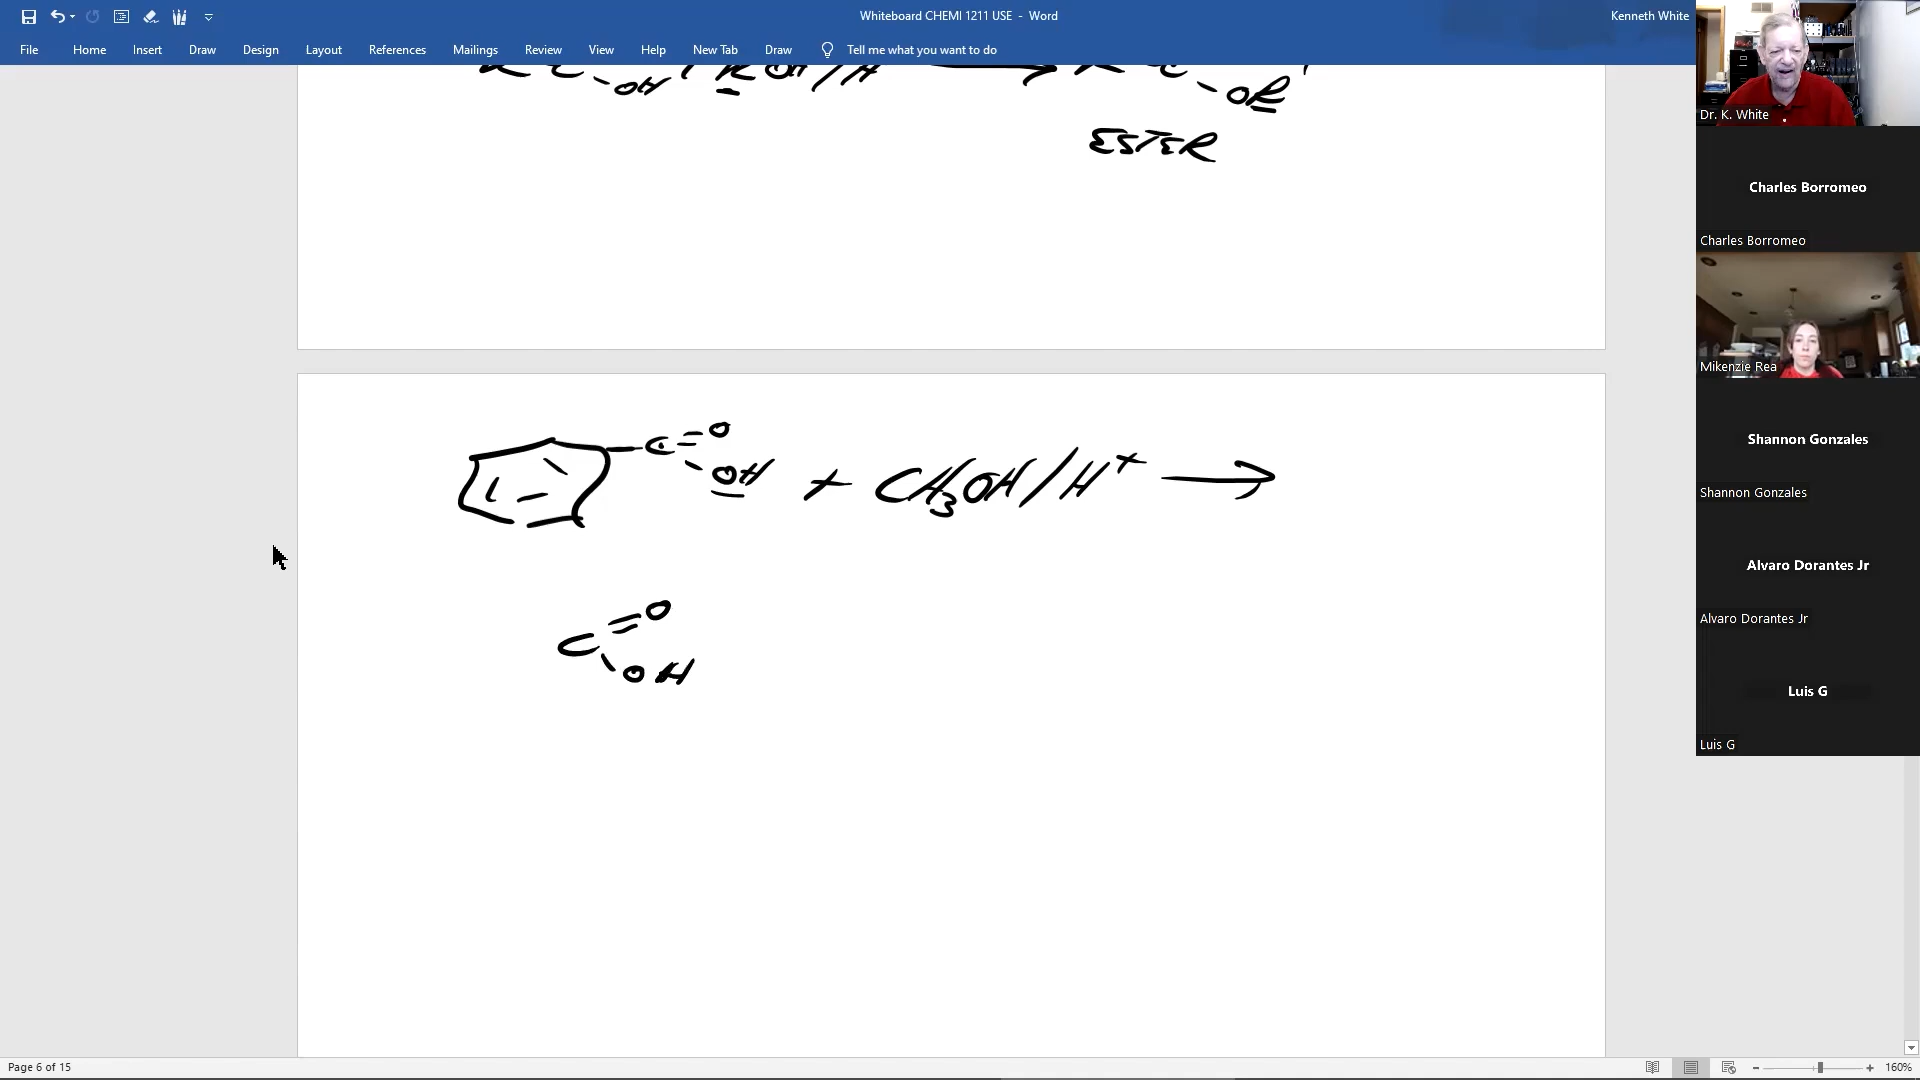 Whiteboard CHEMI 1211 USE - Word
Kenneth White
File Home Insert Draw Design Layout References Mailings Review View Help New Tab Draw Tell me what you want to do
OH ROH/H OR
ESTER
C=O
OH + CH3OH/H+ →
C=O
OH
Dr. K. White
Charles Borromeo
Charles Borromeo
Mikenzie Rea
Shannon Gonzales
Shannon Gonzales
Alvaro Dorantes Jr
Alvaro Dorantes Jr
Luis G
Luis G
Page 6 of 15
160%